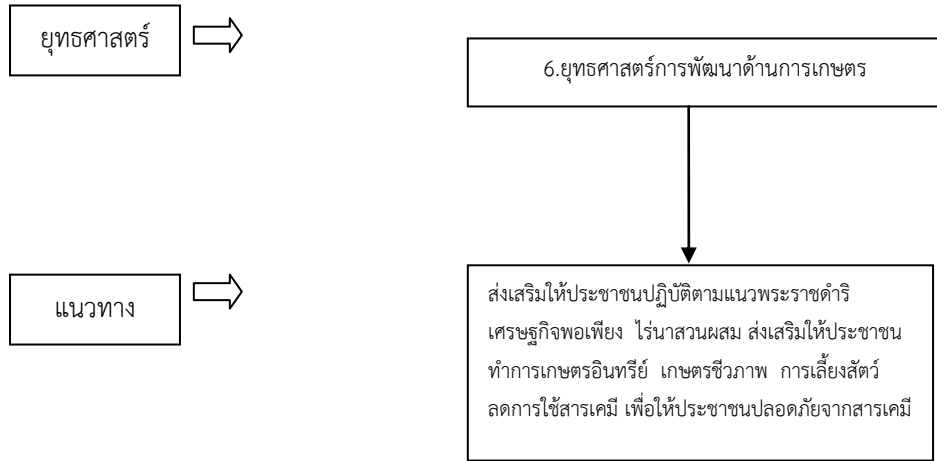 ยุทธศาสตร์
6.ยุทธศาสตร์การพัฒนาด้านการเกษตร
แนวทาง
ส่งเสริมให้ประชาชนปฏิบัติตามแนวพระราชดำริ
เศรษฐกิจพอเพียง ไร่นาสวนผสม ส่งเสริมให้ประชาชน
ทำการเกษตรอินทรีย์ เกษตรชีวภาพ การเลี้ยงสัตว์
ลดการใช้สารเคมี เพื่อให้ประชาชนปลอดภัยจากสารเคมี